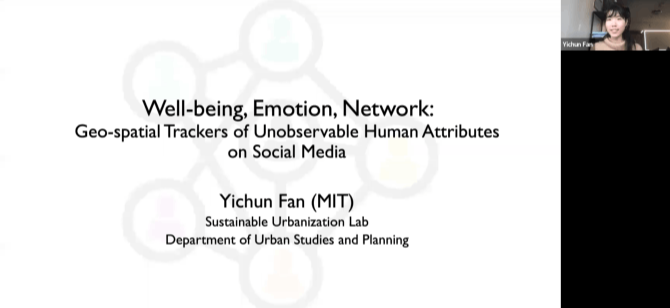 Well-being, Emotion, Network:
Geo-spatial Trackers of Unobservable Human Attributes
on Social Media
Yichun Fan (MIT)
Sustainable Urbanization Lab
Department of Urban Studies and Planning
Yichun Fan